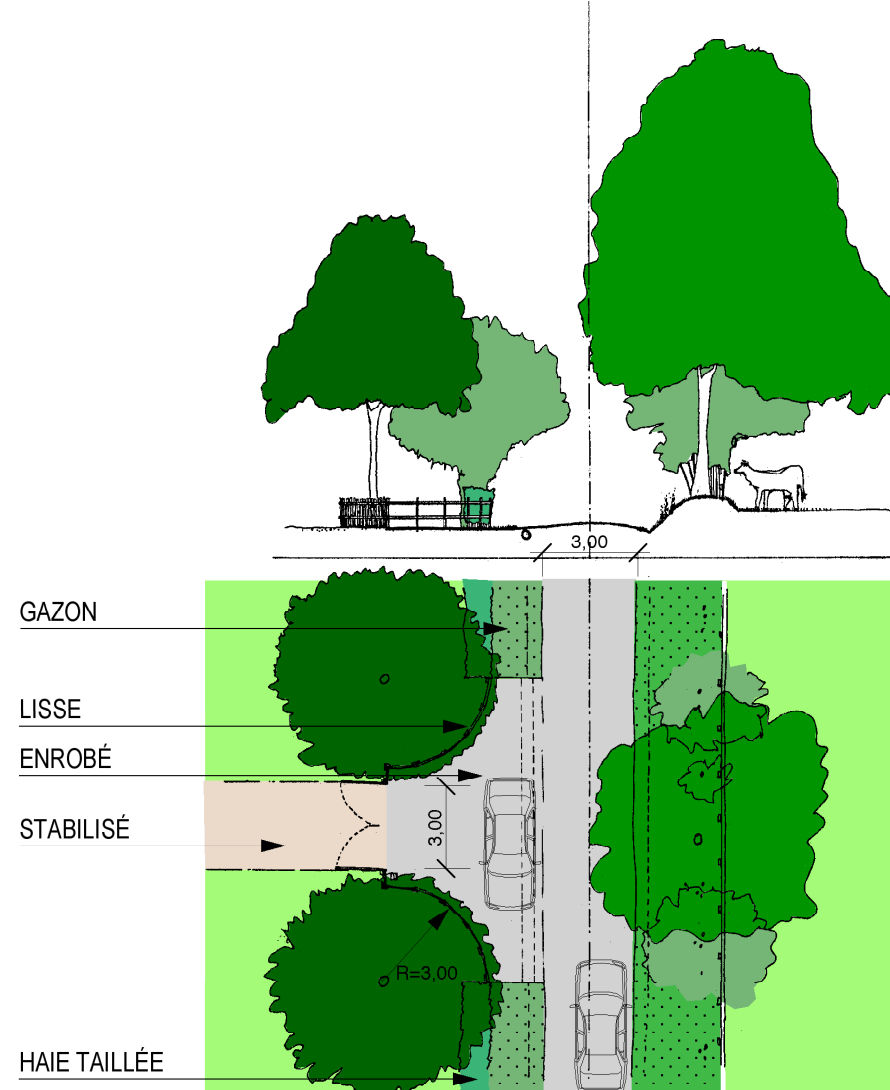 3,00
GAZON
LISSE
ENROBÉ
STABILISÉ
3,00
R=3,00
HAIE TAILLÉE